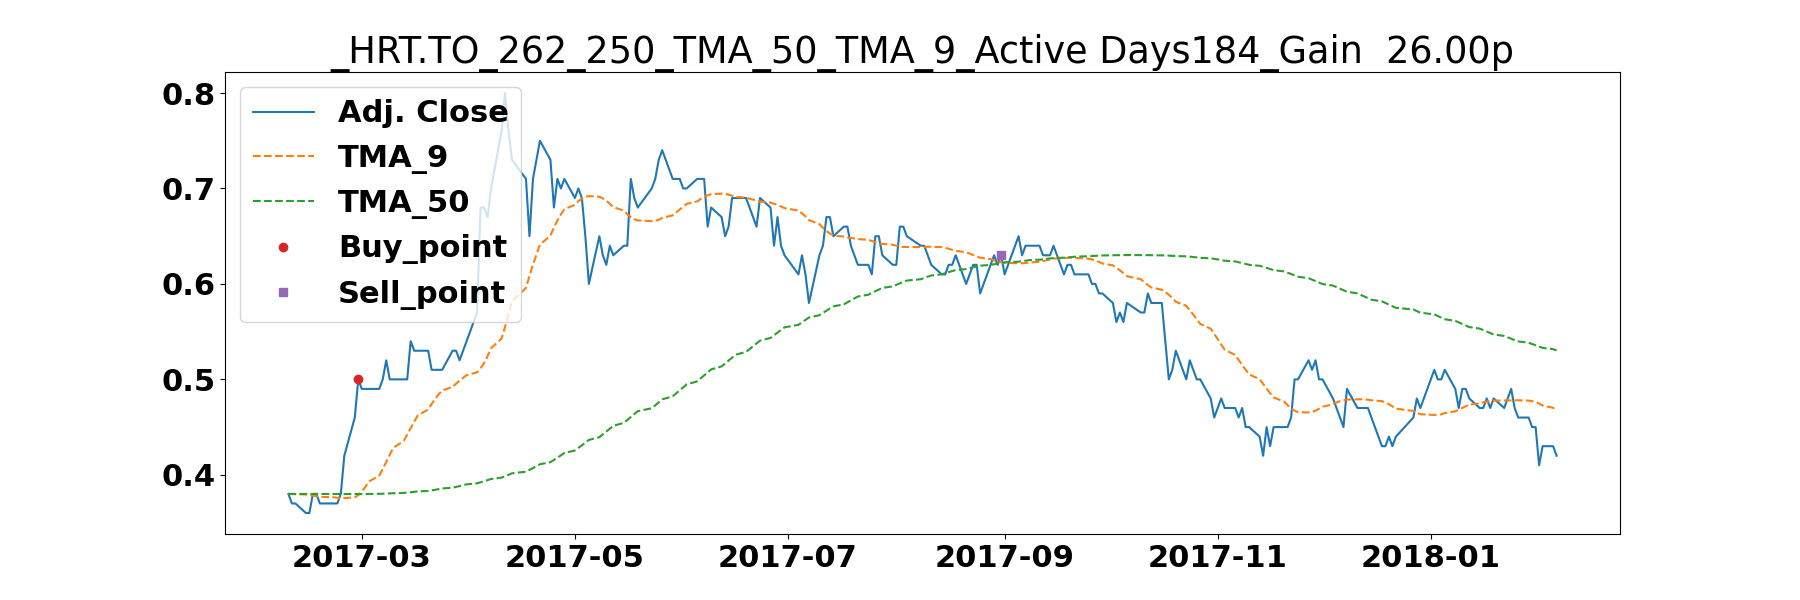 _HRT.TO_262_250_TMA_50_TMA_9_Active Days184_Gain  26.00p
0.8
0.7
0.6
0.5
0.4
Adj. Close
TMA_9
TMA_50
Buy_point
Sell_point
2017-03 2017-05 2017-07 2017-09 2017-11 2018-01